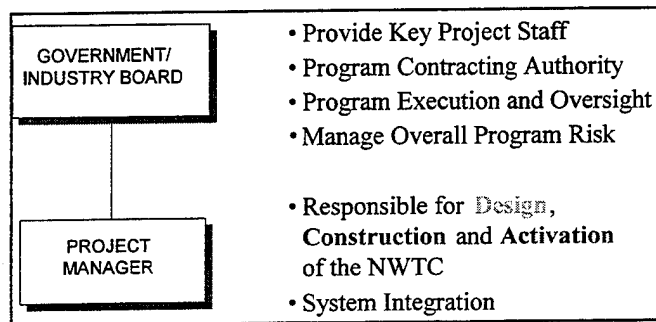 GOVERNMENT/
INDUSTRY BOARD
• Provide Key Project Staff
• Program Contracting Authority
• Program Execution and Oversight
• Manage Overall Program Risk
PROJECT
MANAGER
• Responsible for Design,
Construction and Activation
of the NWTC
• System Integration